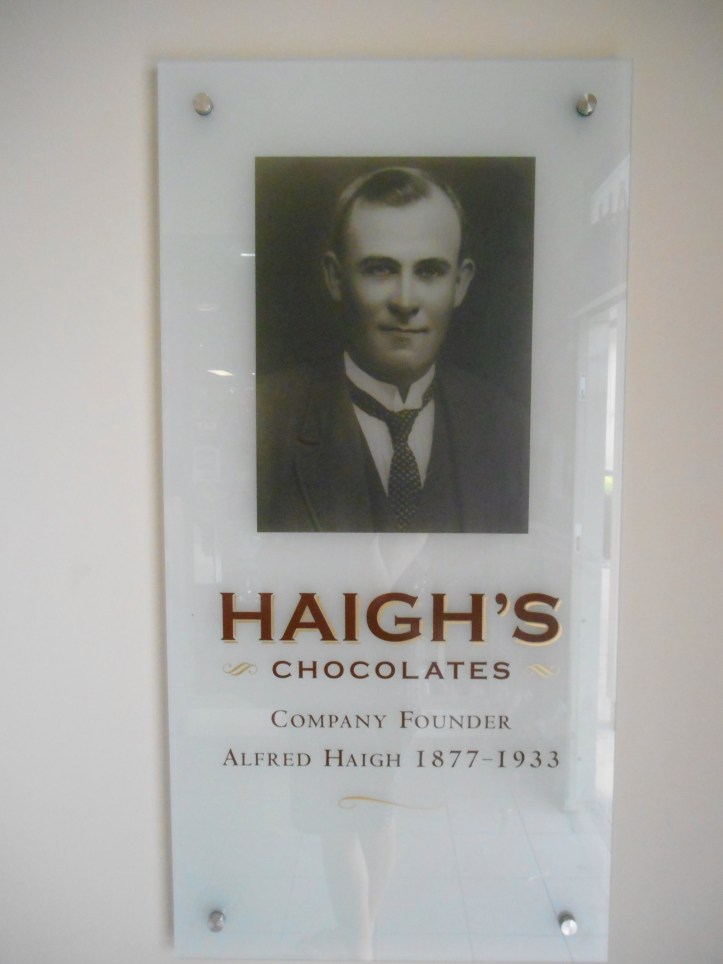 HAIGH'S
CHOCOLATES
COMPANY FOUNDER
ALFRED HAIGH 1877–1933